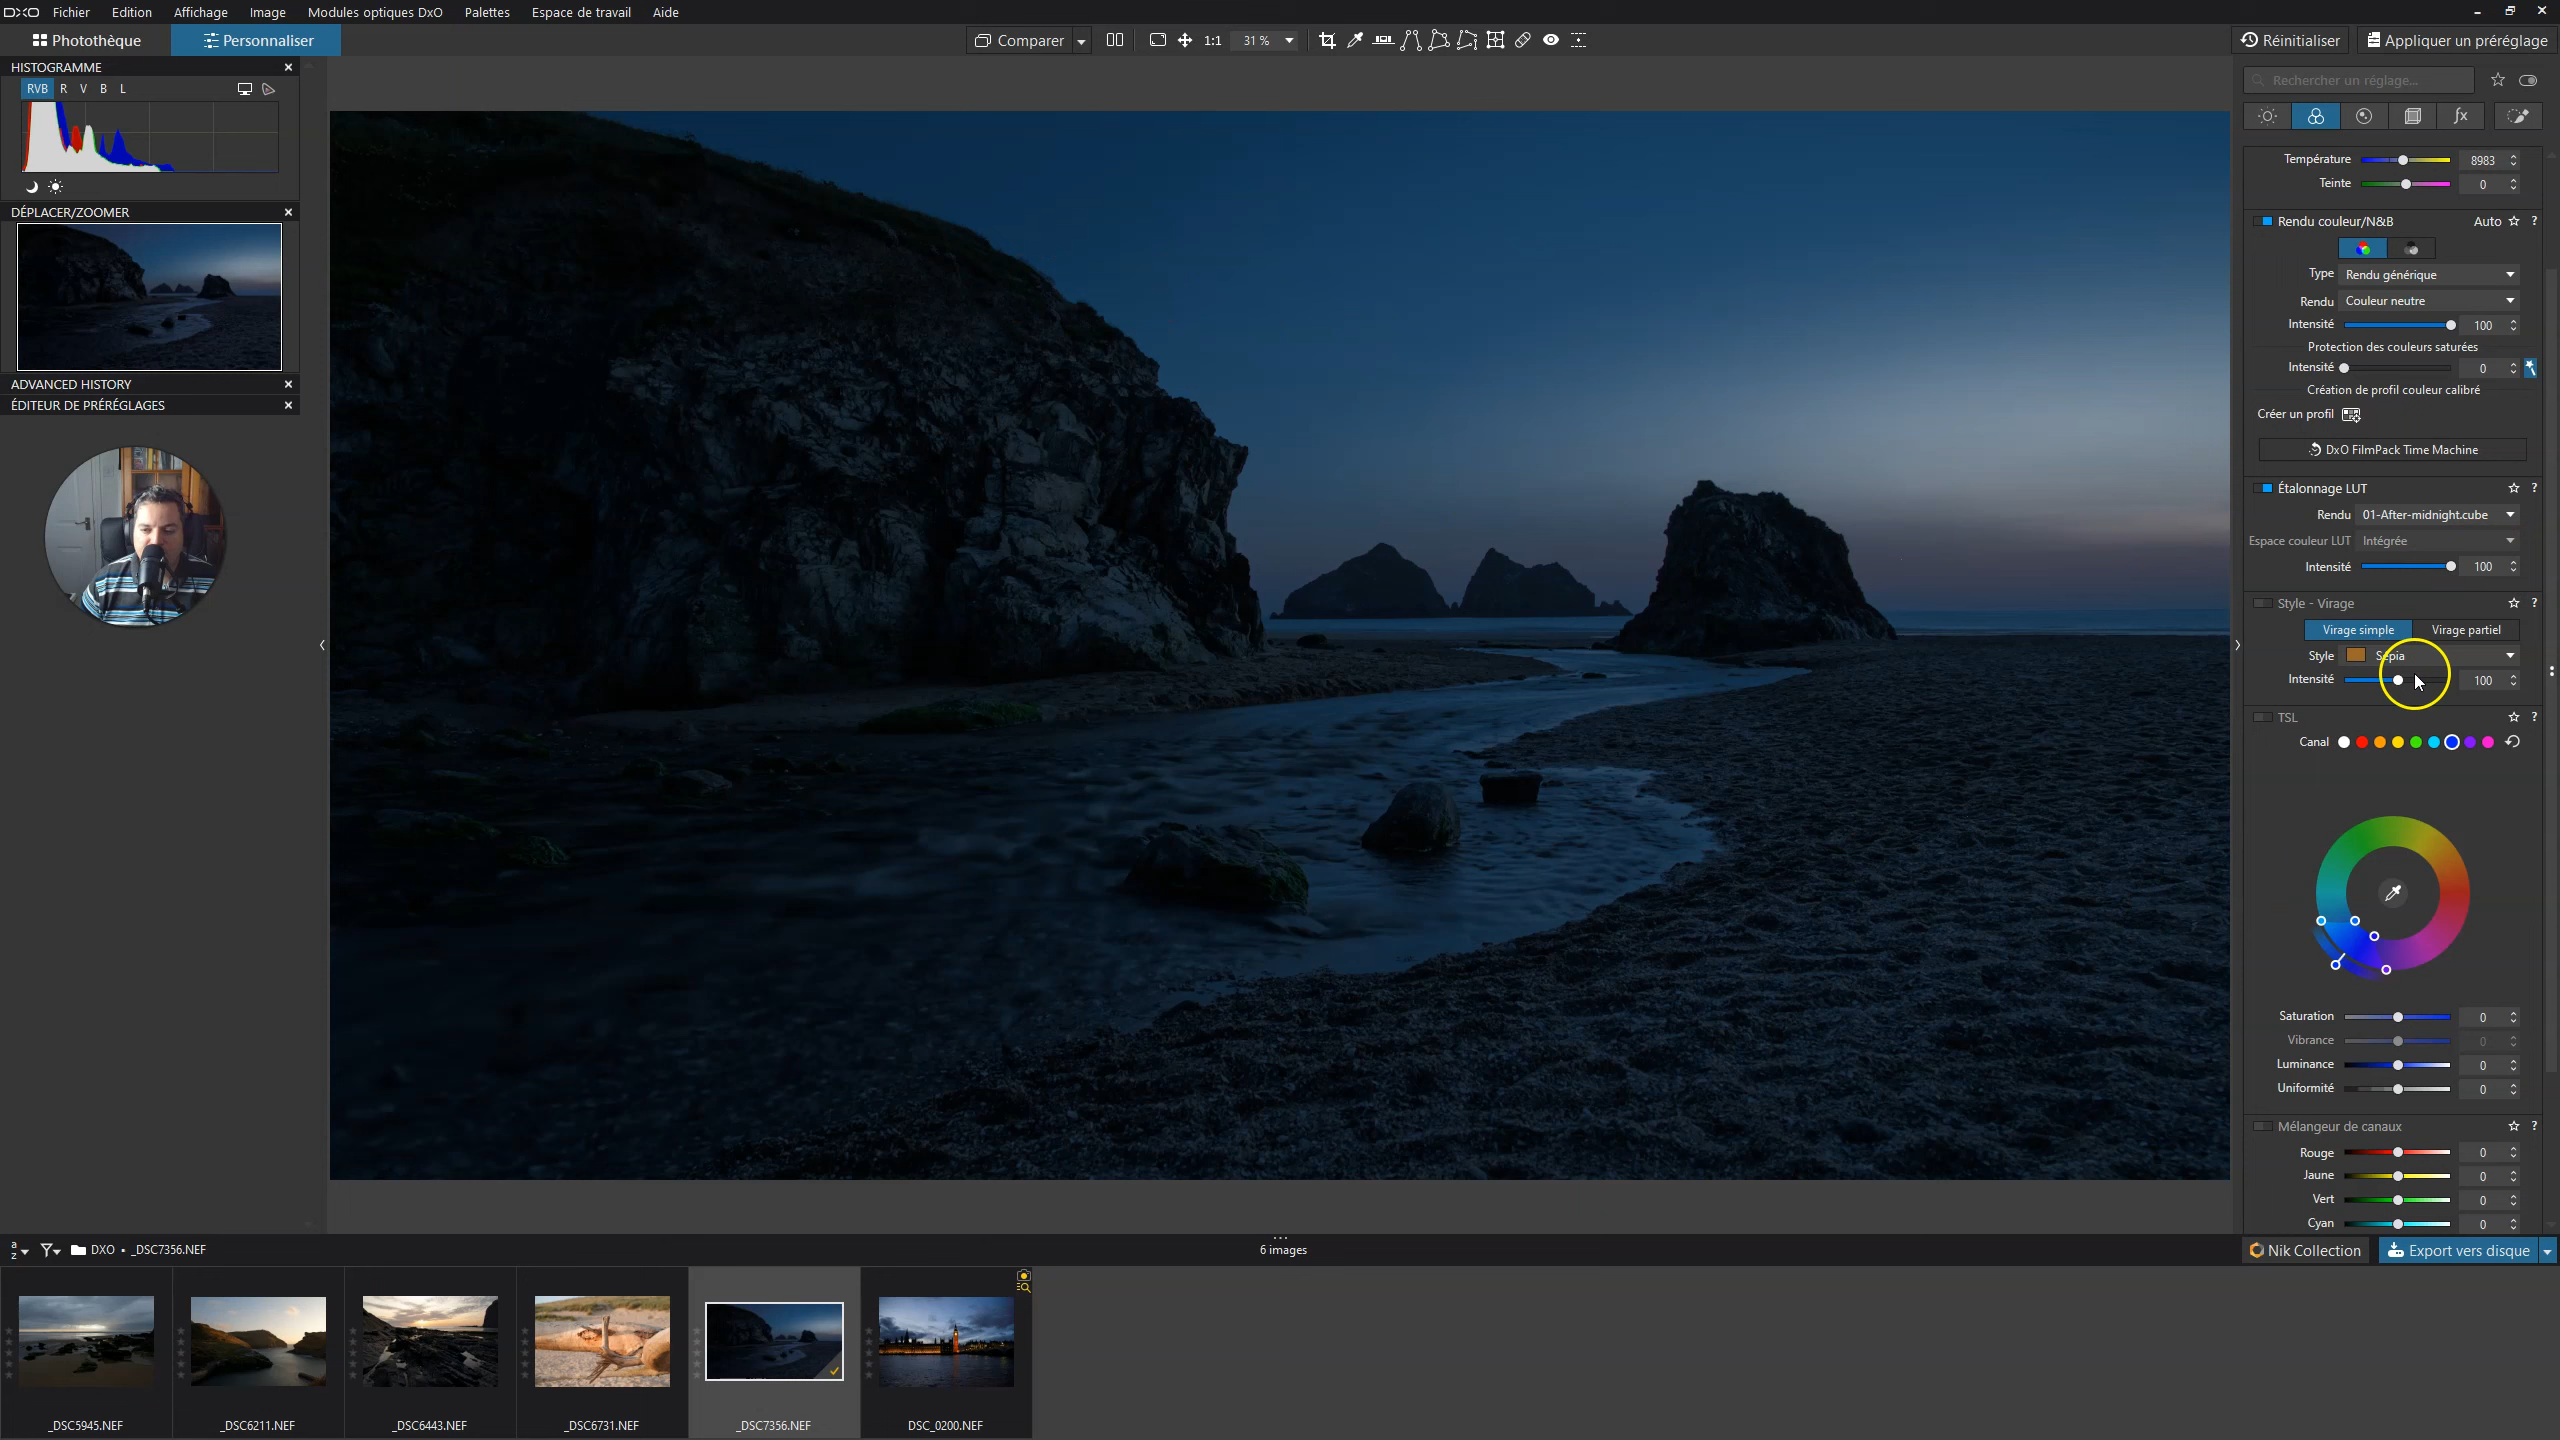 DXO Fichier Edition Affichage Image Modules optiques DxO Palettes Espace de travail Aide
Photothèque Personnaliser Comparer 1:1 31 % Réinitialiser Appliquer un préréglage
HISTOGRAMME
RVB R V B L
DÉPLACER/ZOOMER
ADVANCED HISTORY
ÉDITEUR DE PRÉRÉGLAGES
Rechercher un réglage...
fx
Température 8983
Teinte 0
Rendu couleur/N&B Auto ?
Type Rendu générique
Rendu Couleur neutre
Intensité 100
Protection des couleurs saturées
Intensité 0
Création de profil couleur calibré
Créer un profil
DxO FilmPack Time Machine
Étalonnage LUT ?
Rendu 01-After-midnight.cube
Espace couleur LUT Intégrée
Intensité 100
Style - Virage ?
Virage simple Virage partiel
Style Sépia
Intensité 100
TSL ?
Canal
Saturation 0
Vibrance 0
Luminance 0
Uniformité 0
Mélangeur de canaux ?
Rouge 0
Jaune 0
Vert 0
Cyan 0
a
z
DXO • _DSC7356.NEF 6 images Nik Collection Export vers disque
_DSC5945.NEF _DSC6211.NEF _DSC6443.NEF _DSC6731.NEF _DSC7356.NEF DSC_0200.NEF